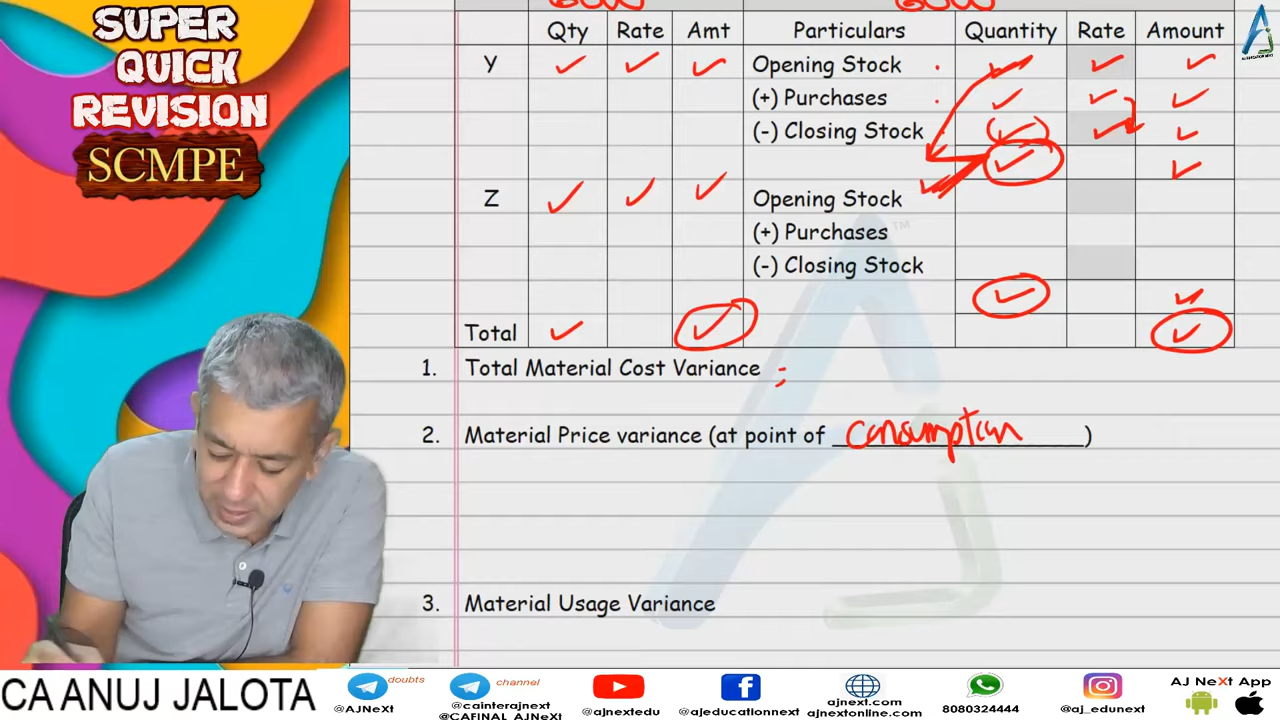 SUPER
QUICK
REVISION
SCMPE
Qty Rate Amt Particulars Quantity Rate Amount
Y Opening Stock
(+) Purchases
(-) Closing Stock
Z Opening Stock
(+) Purchases
(-) Closing Stock
Total
1. Total Material Cost Variance
2. Material Price variance (at point of consumption)
3. Material Usage Variance
CA ANUJ JALOTA
doubts
@AJNeXt
channel
@cainterajnext
@CAFINAL_AJNeXt
@ajnextedu
@ajeducationnext
ajnext.com
ajnextonline.com
8080324444
@aj_edunext
AJ NeXt App